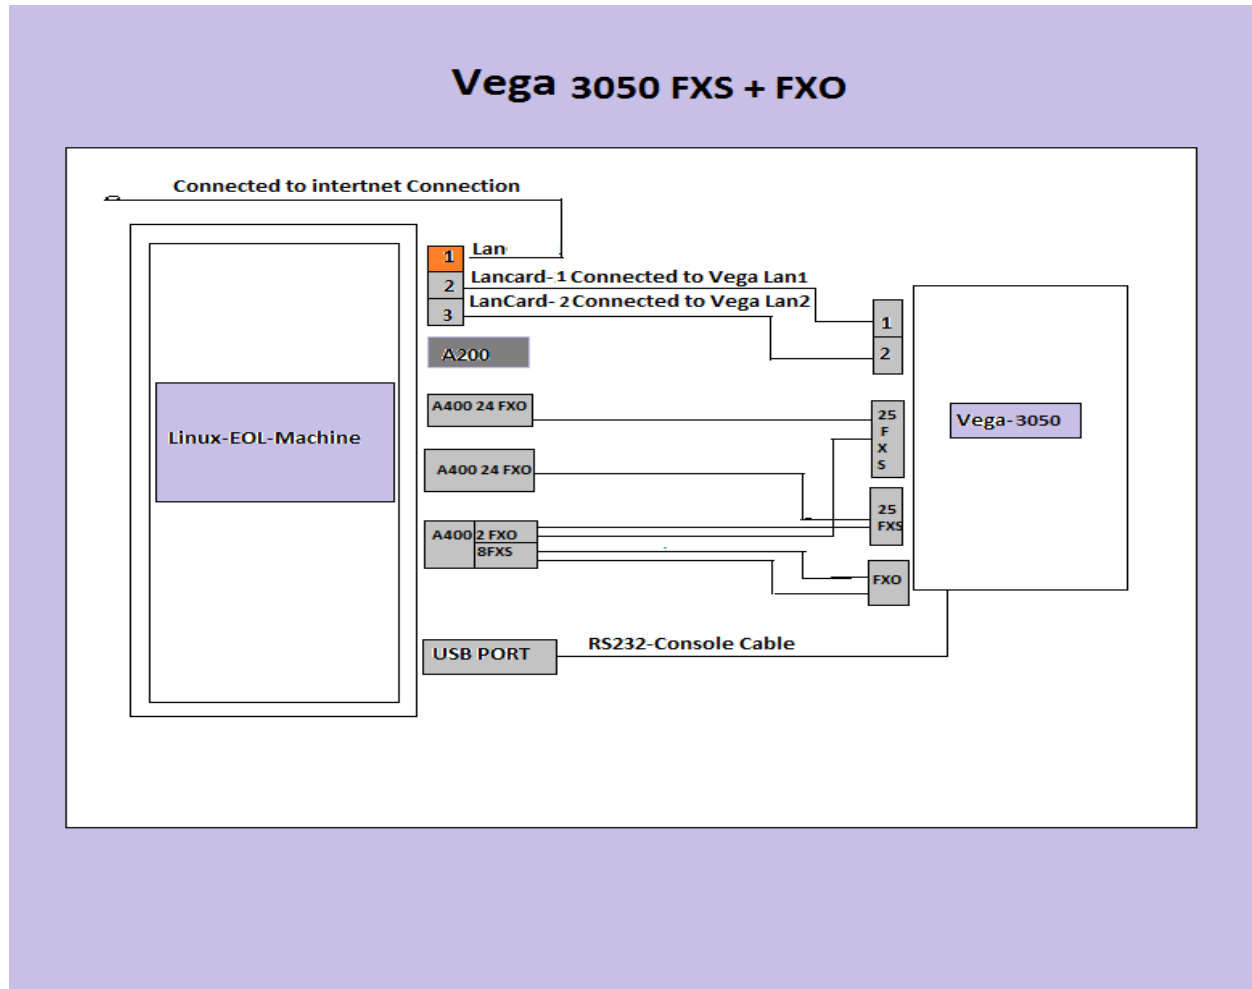 Vega 3050 FXS + FXO
Connected to intertnet Connection
1 Lan
Lancard-1 Connected to Vega Lan1
2
LanCard- 2 Connected to Vega Lan2
3
1
2
A200
A400 24 FXO
25
F
X
S
Vega-3050
Linux-EOL-Machine
A400 24 FXO
25
FXS
A400 2 FXO
8FXS
FXO
USB PORT
RS232-Console Cable